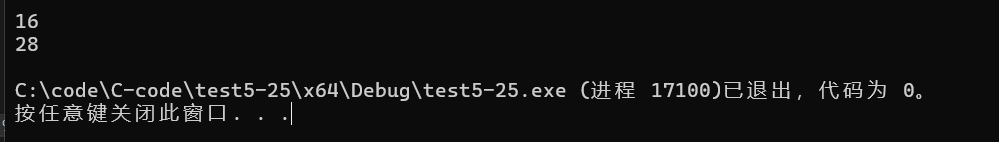 16
28
C:\code\C-code\test5-25\x64\Debug\test5-25.exe (进程 17100)已退出，代码为 0。
按任意键关闭此窗口. . .